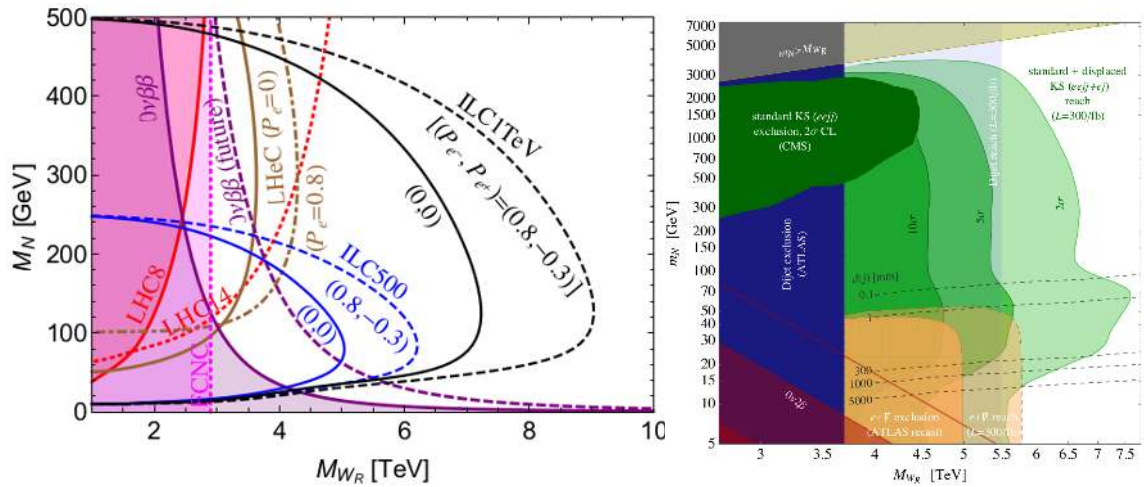 500
400
300
200
100
0
M_N [GeV]
2
4
6
8
10
M_{W_R} [TeV]
0νββ
LHC8
LHC14
FCNC
LHeC (P_e=0)
(P_e=0.8)
0νββ (future)
ILC1TeV
[(P_{e^-}, P_{e^+})=(0.8,−0.3)]
(0,0)
ILC500
(0.8,−0.3)
(0,0)
7000
5000
3000
2000
1500
1000
700
500
300
200
150
100
70
50
40
30
20
15
10
5
m_N [GeV]
3
3.5
4
4.5
5
5.5
6
6.5
7
7.5
M_{W_R} [TeV]
m_N>M_{W_R}
standard KS (eejj)
exclusion, 2σ CL
(CMS)
Dijet exclusion
(ATLAS)
Dijet reach (L=300/fb)
standard + displaced
KS (eejj+ej)
reach
(L=300/fb)
10σ
5σ
2σ
d(j) [mm]
0.1
1
300
1000
5000
0ν2β
exclusion
(ATLAS recast)
reach
(L=300/fb)